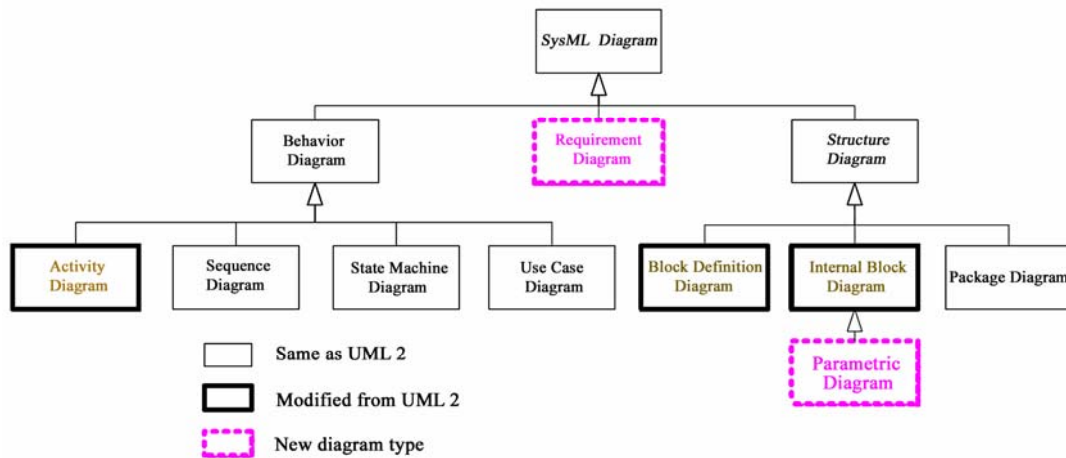 SysML Diagram
Behavior
Diagram
Requirement
Diagram
Structure
Diagram
Activity
Diagram
Sequence
Diagram
State Machine
Diagram
Use Case
Diagram
Block Definition
Diagram
Internal Block
Diagram
Package Diagram
Parametric
Diagram
Same as UML 2
Modified from UML 2
New diagram type